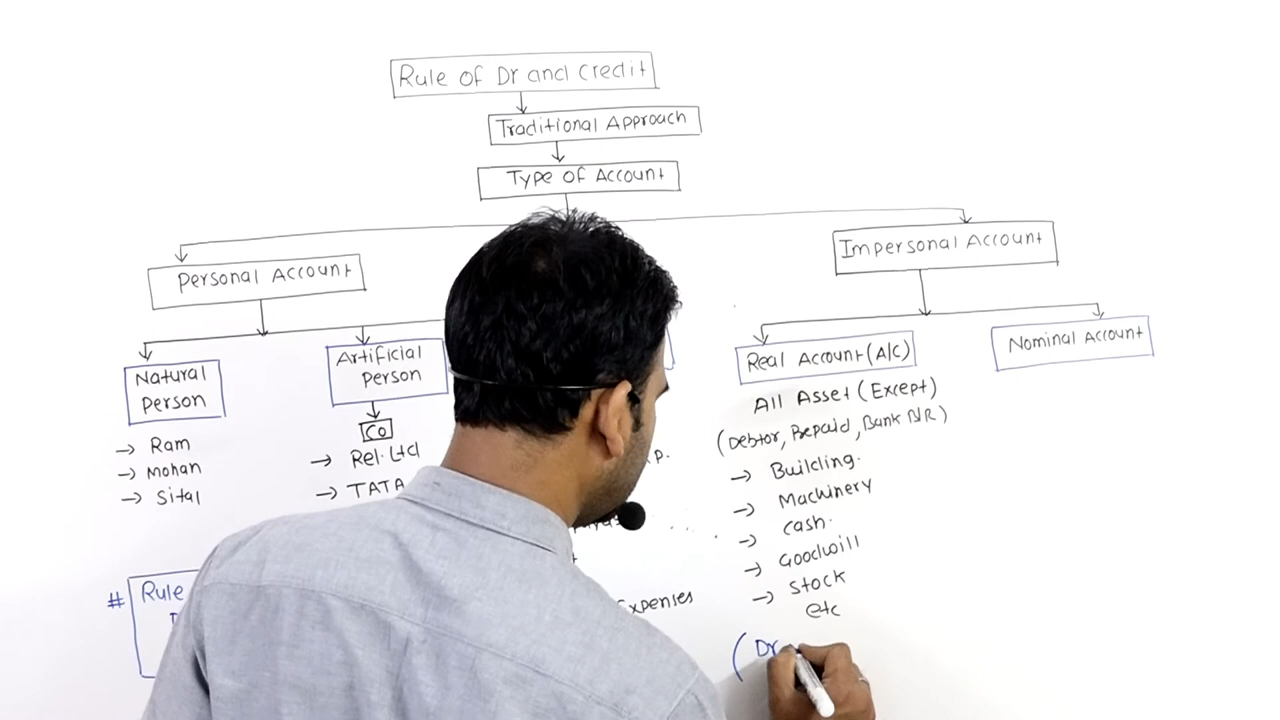 Rule of Dr and Credit
Traditional Approach
Type of Account
Personal Account
Impersonal Account
Natural
Person
Artificial
Person
Real Account (A/C)
Nominal Account
Co
→ Ram
→ Mohan
→ Sital
→ Rel. Ltd
→ TATA
All Asset (Except)
(Debtor, Prepaid, Bank B/R)
→ Building.
→ Machinery
→ cash.
→ Goodwill
→ Stock
etc
Expenses
# Rule
(Dr